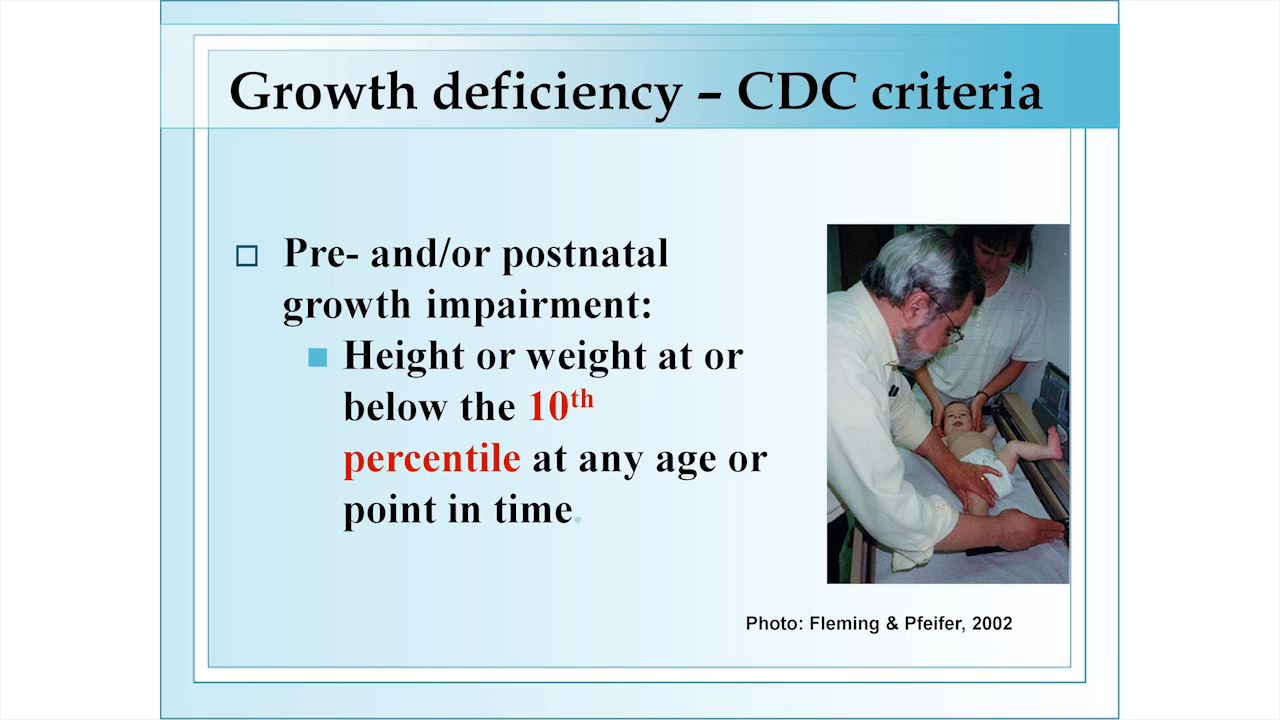 Growth deficiency – CDC criteria
Pre- and/or postnatal
growth impairment:
Height or weight at or
below the 10th
percentile at any age or
point in time.
Photo: Fleming & Pfeifer, 2002